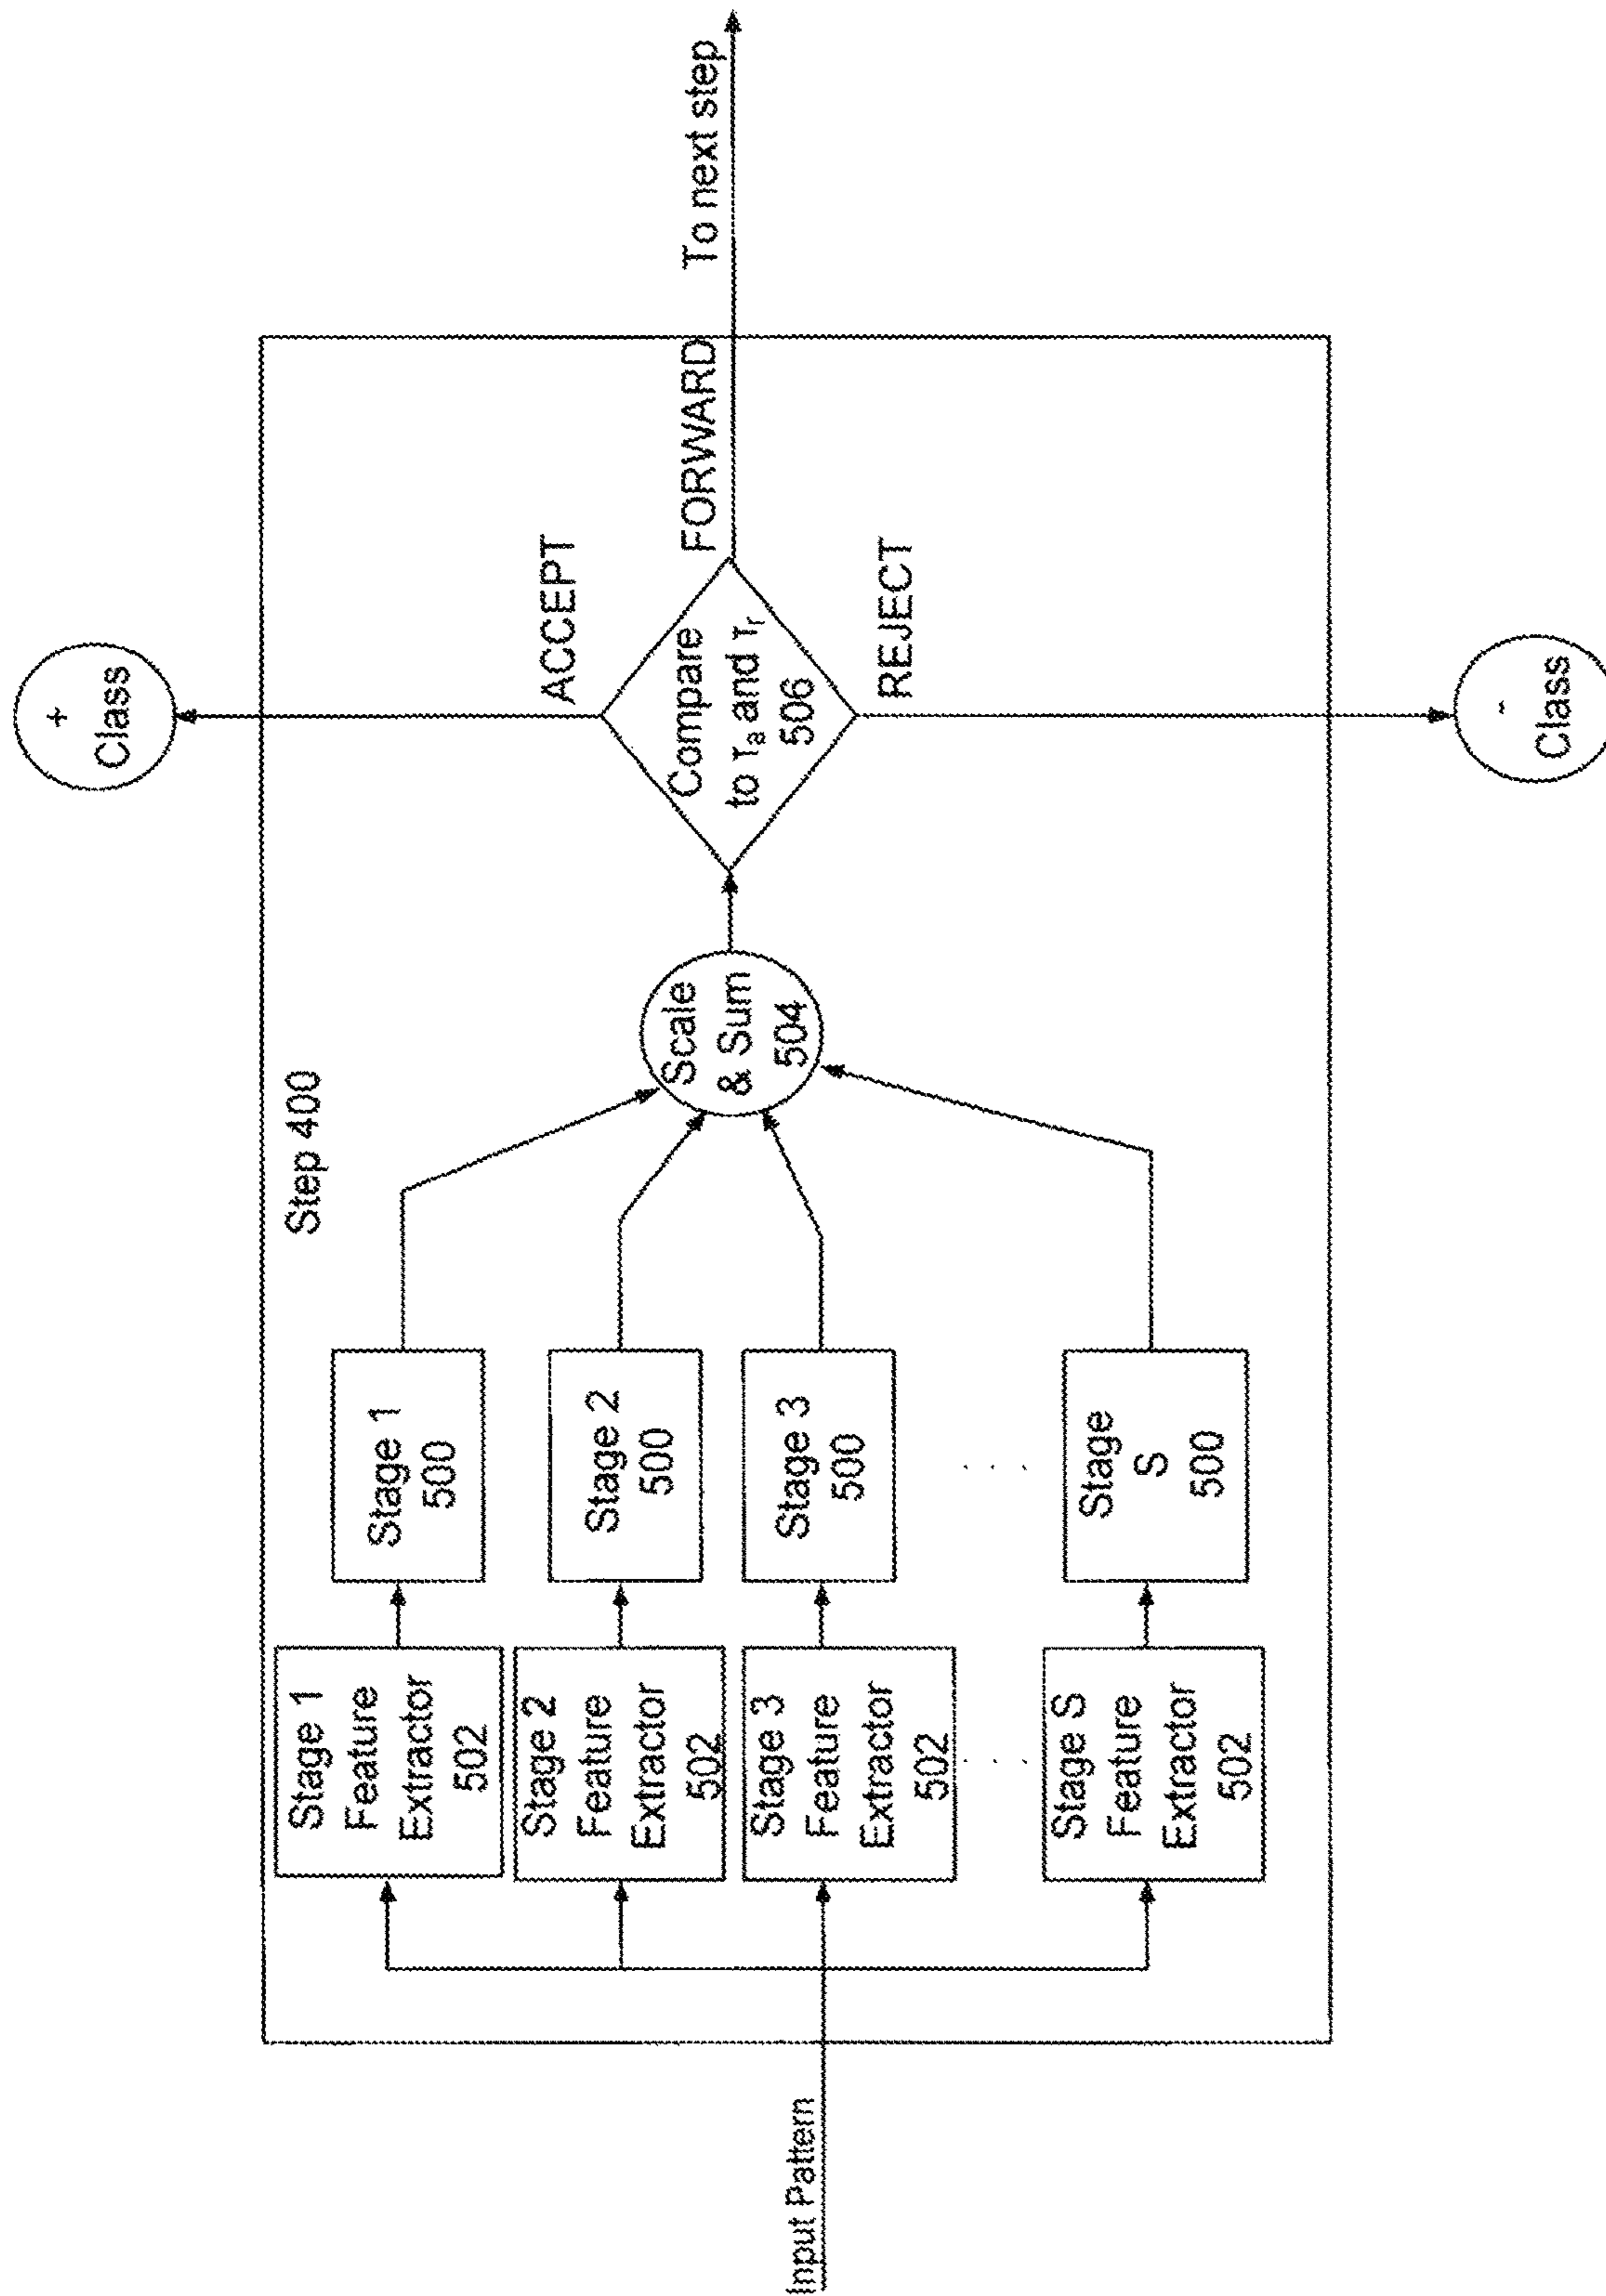 Input Pattern
Step 400
Stage 1
Feature
Extractor
502
Stage 1
500
Stage 2
Feature
Extractor
502
Stage 2
500
Stage 3
Feature
Extractor
502
Stage 3
500
. . .
. . .
Stage S
Feature
Extractor
502
Stage
S
500
Scale
& Sum
504
Compare
to τₐ and τᵣ
506
ACCEPT
+
Class
FORWARD
To next step
REJECT
-
Class